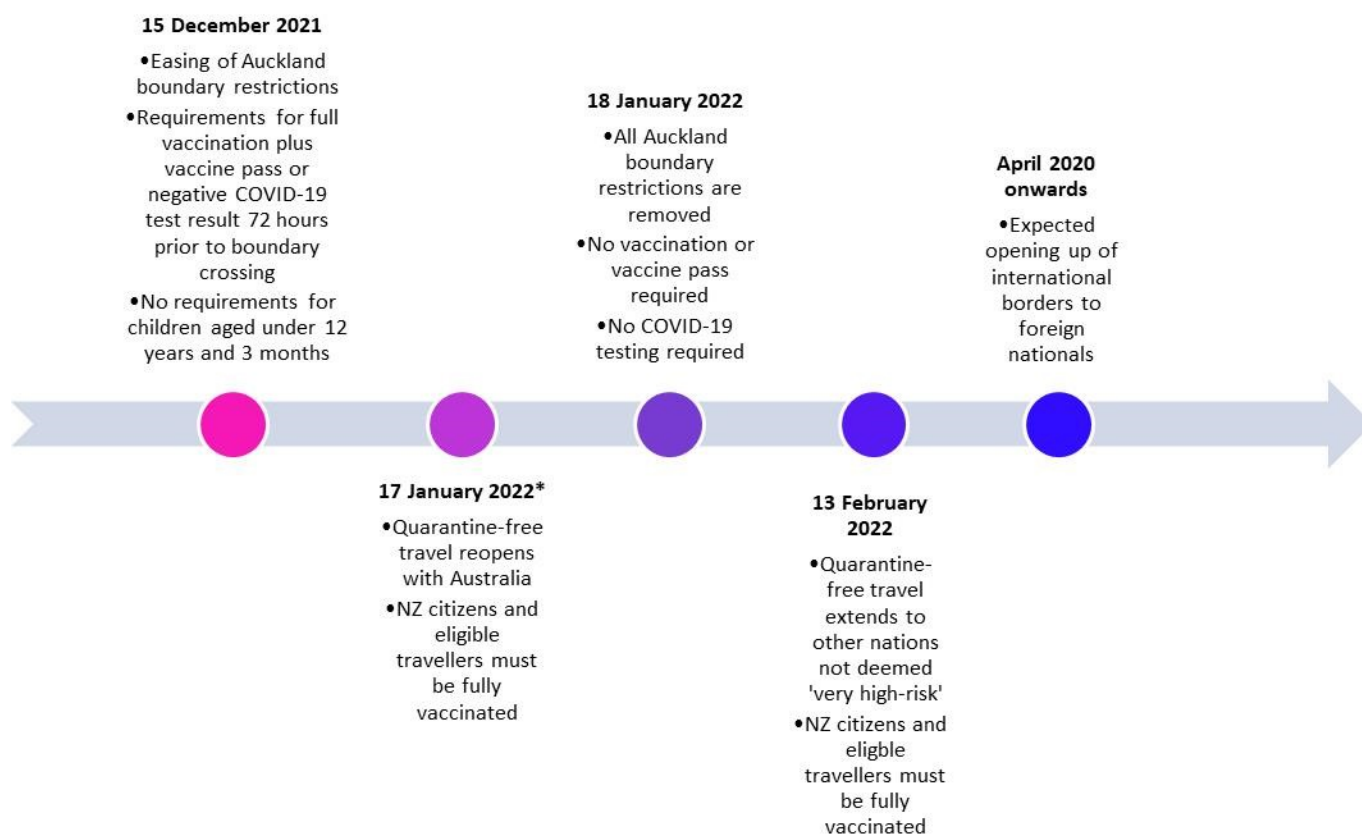 15 December 2021
•Easing of Auckland
boundary restrictions
•Requirements for full
vaccination plus
vaccine pass or
negative COVID-19
test result 72 hours
prior to boundary
crossing
•No requirements for
children aged under 12
years and 3 months
17 January 2022*
•Quarantine-free
travel reopens
with Australia
•NZ citizens and
eligible
travellers must
be fully
vaccinated
18 January 2022
•All Auckland
boundary
restrictions are
removed
•No vaccination or
vaccine pass
required
•No COVID-19
testing required
13 February
2022
•Quarantine-
free travel
extends to
other nations
not deemed
'very high-risk'
•NZ citizens and
eligble
travellers must
be fully
vaccinated
April 2020
onwards
•Expected
opening up of
international
borders to
foreign
nationals